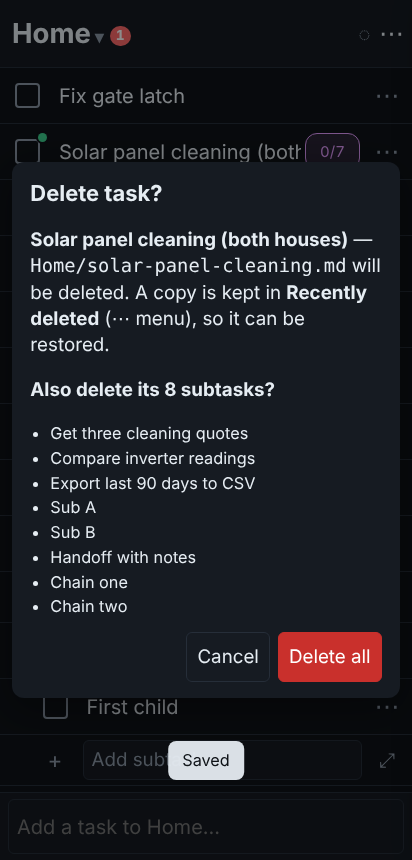 Home ▾ 1 ···
Fix gate latch ···
Solar panel cleaning (both 0/7 ···
Delete task?
Solar panel cleaning (both houses) —
Home/solar-panel-cleaning.md will
be deleted. A copy is kept in Recently
deleted (··· menu), so it can be
restored.
Also delete its 8 subtasks?
• Get three cleaning quotes
• Compare inverter readings
• Export last 90 days to CSV
• Sub A
• Sub B
• Handoff with notes
• Chain one
• Chain two
Cancel Delete all
First child ···
+ Add subt
Saved
Add a task to Home...